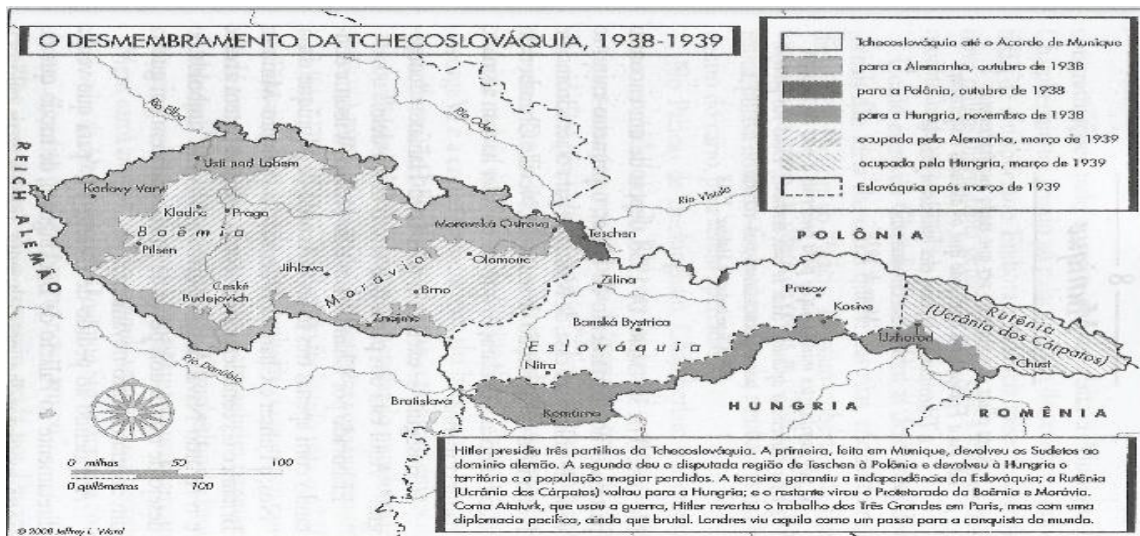 O DESMEMBRAMENTO DA TCHECOSLOVÁQUIA, 1938-1939
Tchecoslováquia até o Acordo de Munique
para a Alemanha, outubro de 1938
para a Polônia, outubro de 1938
para a Hungria, novembro de 1938
ocupada pela Alemanha, março de 1939
ocupada pela Hungria, março de 1939
Eslováquia após março de 1939
Rio Elba
Rio Oder
Rio Vístula
REICH ALEMÃO
POLÔNIA
Usti nad Labem
Karlovy Vary
Kladno
Praga
Boêmia
Pilsen
Moravská Ostrava
Teschen
Olomouc
Jihlava
Morávia
Brno
České
Budejovich
Znojmo
Zilina
Presov
Kosive
Rutênia
(Ucrânia dos Cárpatos)
Banská Bystrica
Eslováquia
Uzhorod
Chust
Nitra
Rio Danúbio
Bratislava
Komárno
HUNGRIA
ROMÊNIA
0 milhas 50 100
0 quilômetros 100
Hitler presidiu três partilhas da Tchecoslováquia. A primeira, feita em Munique, devolveu os Sudetos ao
domínio alemão. A segunda deu a disputada região de Teschen à Polônia e devolveu à Hungria o
território e a população magiar perdidos. A terceira garantiu a independência da Eslováquia; a Rutênia
(Ucrânia dos Cárpatos) voltou para a Hungria; e o restante virou o Protetorado da Boêmia e Morávia.
Como Ataturk, que usou a guerra, Hitler reverteu o trabalho dos Três Grandes em Paris, mas com uma
diplomacia pacífica, ainda que brutal. Londres viu aquilo como um passo para a conquista do mundo.
© 2008 Jeffrey L. Ward
8